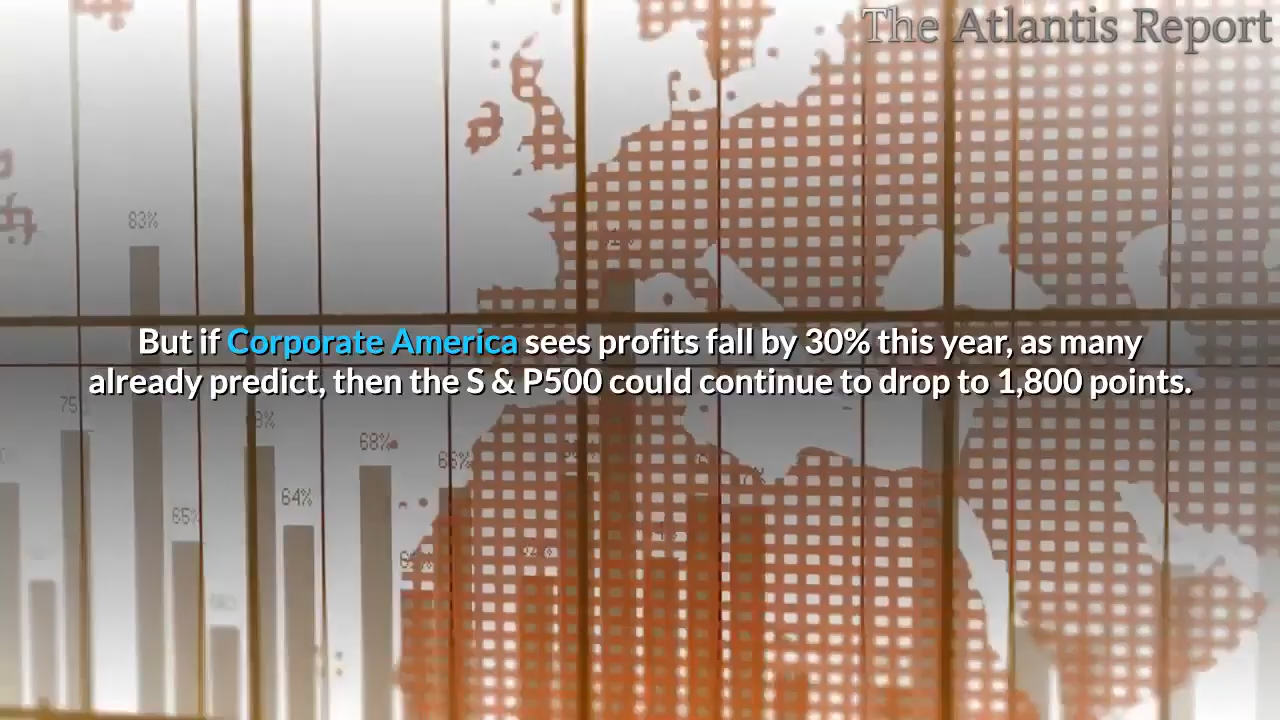 The Atlantis Report
83%
But if Corporate America sees profits fall by 30% this year, as many
already predict, then the S & P500 could continue to drop to 1,800 points.
68%
66%
64%
65%